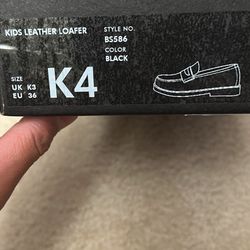 KIDS LEATHER LOAFER
STYLE NO.
BS586
COLOR
BLACK
SIZE
UK K3
EU 36
K4